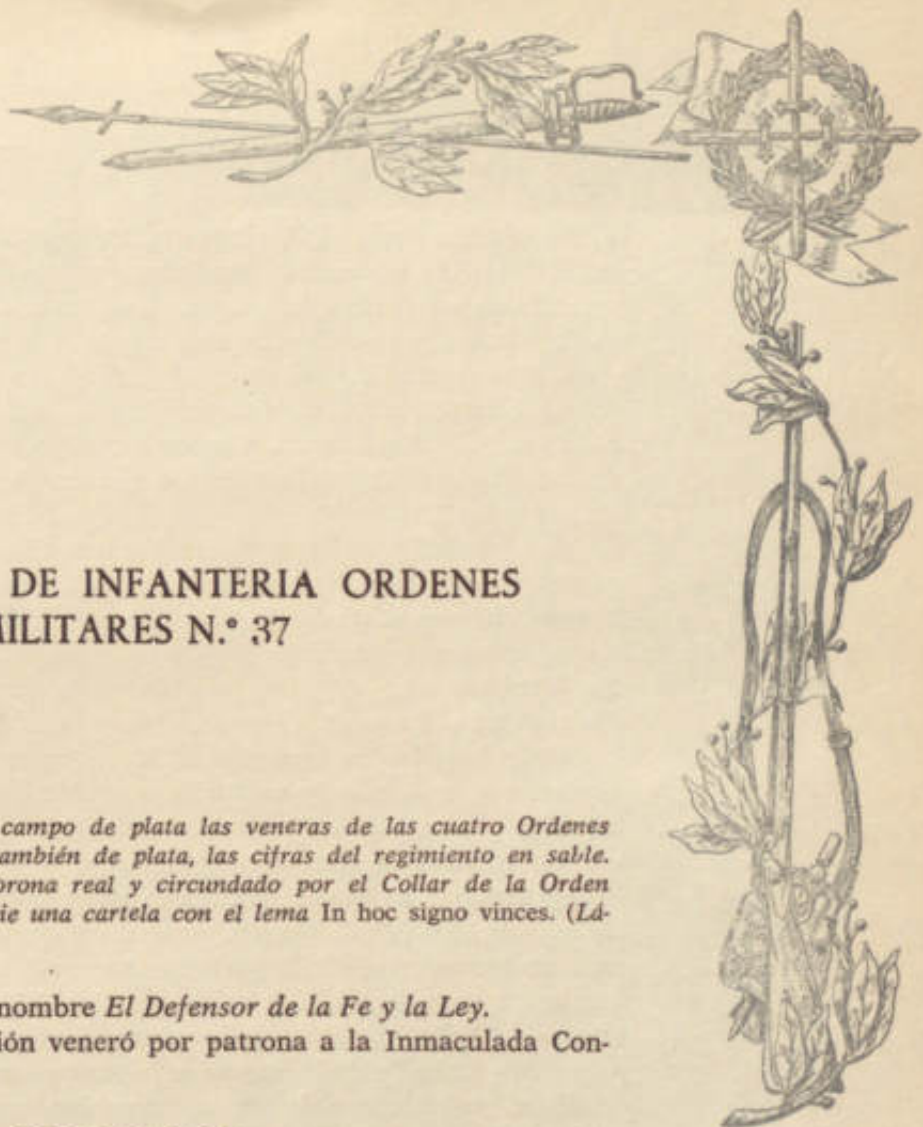 DE INFANTERIA ORDENES
MILITARES N.° 37
campo de plata las veneras de las cuatro Ordenes
también de plata, las cifras del regimiento en sable.
orona real y circundado por el Collar de la Orden
ie una cartela con el lema In hoc signo vinces. (Lá-
nombre El Defensor de la Fe y la Ley.
ión veneró por patrona a la Inmaculada Con-